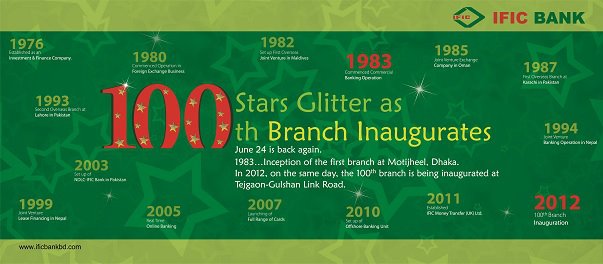 IFIC
IFIC BANK
1976
Established as an
Investment & Finance Company.
1980
Commenced Operation in
Foreign Exchange Business
1982
Set up First Overseas
Joint Venture in Maldives
1983
Commenced Commercial
Banking Operation
1985
Joint Venture Exchange
Company in Oman
1987
First Overseas Branch at
Karachi in Pakistan
1993
Second Overseas Branch at
Lahore in Pakistan
100 Stars Glitter as
th Branch Inaugurates
June 24 is back again.
1983...Inception of the first branch at Motijheel, Dhaka.
In 2012, on the same day, the 100th branch is being inaugurated at
Tejgaon-Gulshan Link Road.
1994
Joint Venture
Banking Operation in Nepal
2003
Set up of
NDLC-IFIC Bank in Pakistan
1999
Joint Venture
Lease Financing in Nepal
2005
Real Time
Online Banking
2007
Launching of
Full Range of Cards
2010
Set up of
Offshore Banking Unit
2011
Established
IFIC Money Transfer (UK) Ltd.
2012
100th Branch
Inauguration
www.ificbankbd.com